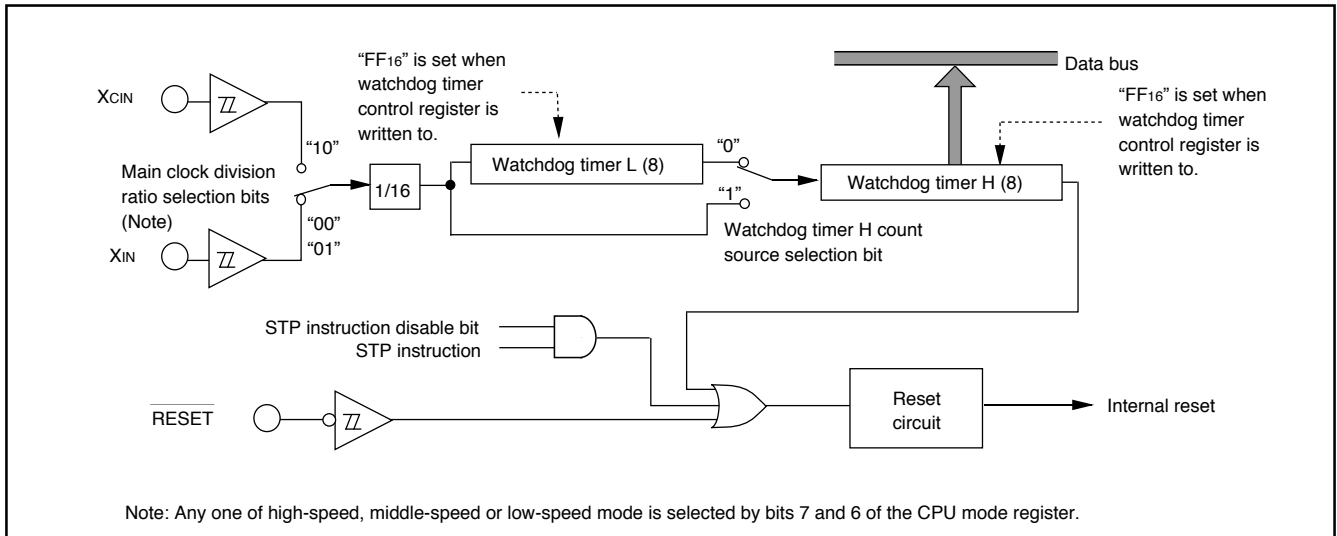 “FF16” is set when
watchdog timer
control register is
written to.
Data bus
“FF16” is set when
watchdog timer
control register is
written to.
XCIN
“10”
Main clock division
ratio selection bits
(Note)
“00”
“01”
XIN
1/16
Watchdog timer L (8)
“0”
“1”
Watchdog timer H count
source selection bit
Watchdog timer H (8)
STP instruction disable bit
STP instruction
RESET
Reset
circuit
Internal reset
Note: Any one of high-speed, middle-speed or low-speed mode is selected by bits 7 and 6 of the CPU mode register.